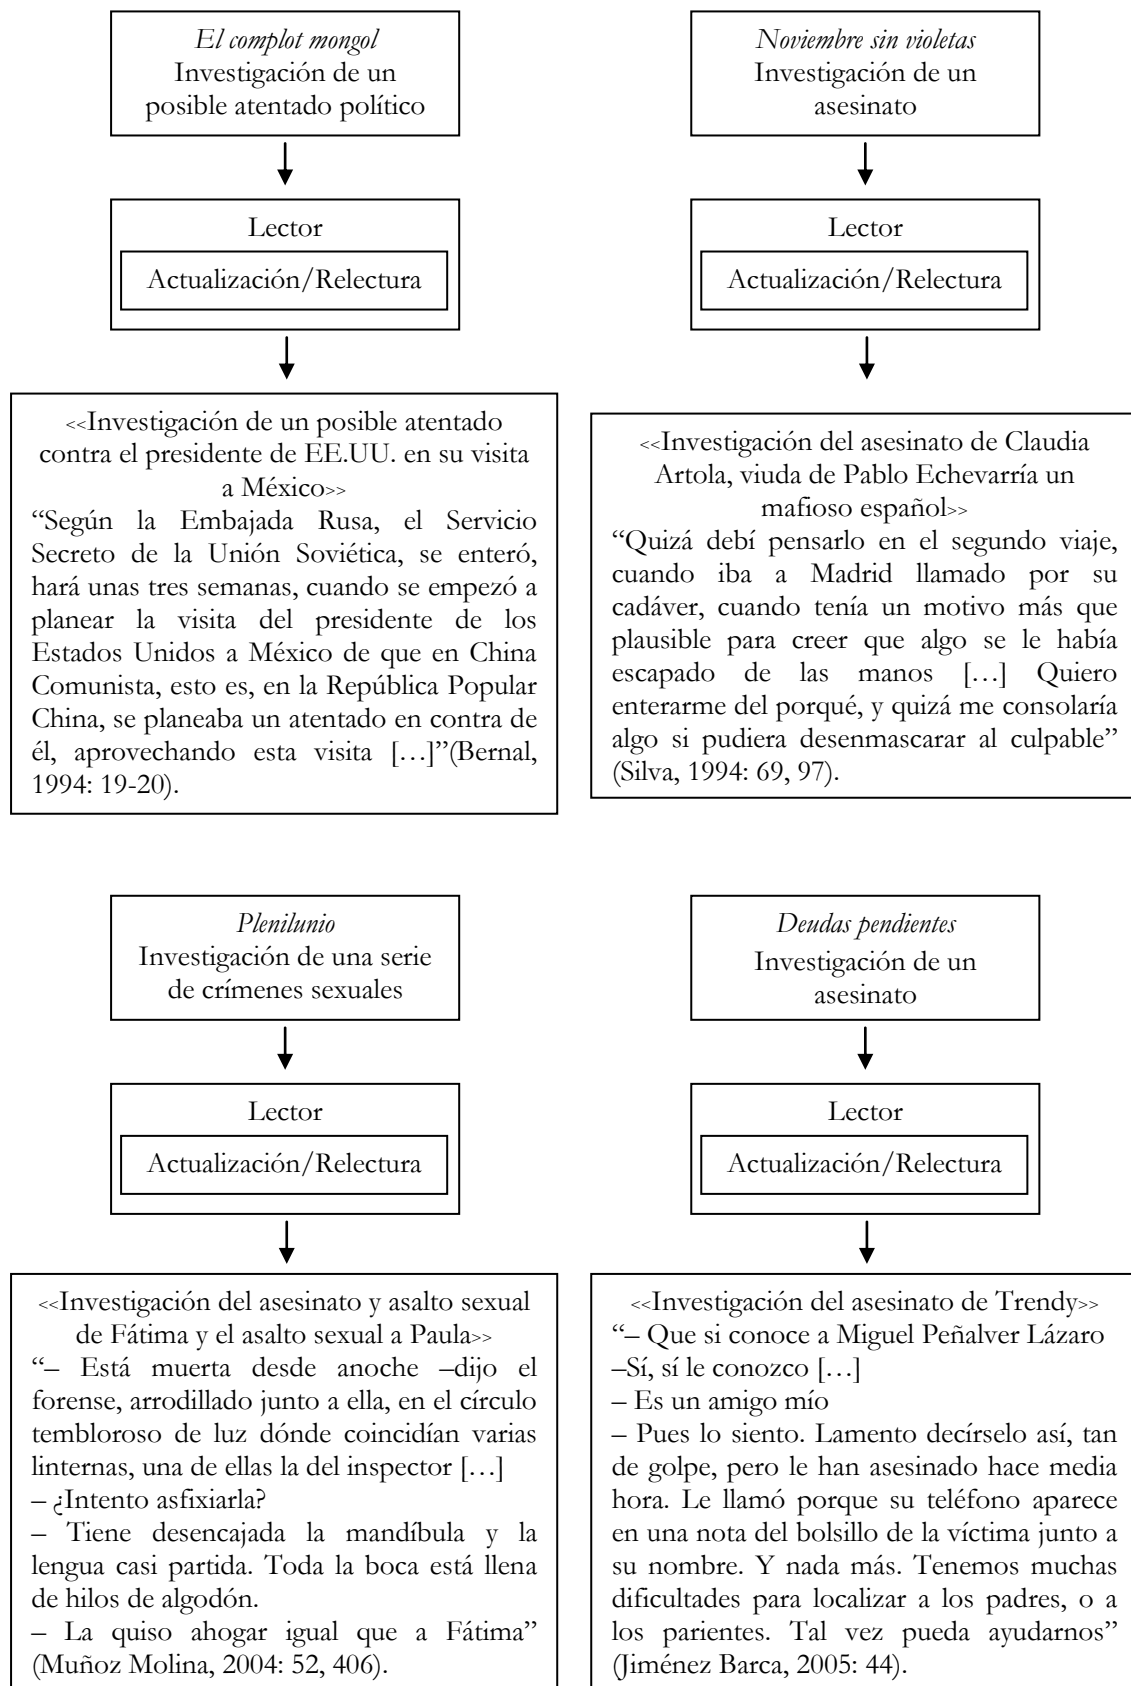 El complot mongol
Investigación de un
posible atentado político
Lector
Actualización/Relectura
<<Investigación de un posible atentado
contra el presidente de EE.UU. en su visita
a México>>
“Según la Embajada Rusa, el Servicio
Secreto de la Unión Soviética, se enteró,
hará unas tres semanas, cuando se empezó a
planear la visita del presidente de los
Estados Unidos a México de que en China
Comunista, esto es, en la República Popular
China, se planeaba un atentado en contra de
él, aprovechando esta visita […]”(Bernal,
1994: 19-20).
Noviembre sin violetas
Investigación de un
asesinato
Lector
Actualización/Relectura
<<Investigación del asesinato de Claudia
Artola, viuda de Pablo Echevarría un
mafioso español>>
“Quizá debí pensarlo en el segundo viaje,
cuando iba a Madrid llamado por su
cadáver, cuando tenía un motivo más que
plausible para creer que algo se le había
escapado de las manos […] Quiero
enterarme del porqué, y quizá me consolaría
algo si pudiera desenmascarar al culpable”
(Silva, 1994: 69, 97).
Plenilunio
Investigación de una serie
de crímenes sexuales
Lector
Actualización/Relectura
<<Investigación del asesinato y asalto sexual
de Fátima y el asalto sexual a Paula>>
“– Está muerta desde anoche –dijo el
forense, arrodillado junto a ella, en el círculo
tembloroso de luz dónde coincidían varias
linternas, una de ellas la del inspector […]
– ¿Intento asfixiarla?
– Tiene desencajada la mandíbula y la
lengua casi partida. Toda la boca está llena
de hilos de algodón.
– La quiso ahogar igual que a Fátima”
(Muñoz Molina, 2004: 52, 406).
Deudas pendientes
Investigación de un
asesinato
Lector
Actualización/Relectura
<<Investigación del asesinato de Trendy>>
“– Que si conoce a Miguel Peñalver Lázaro
–Sí, sí le conozco […]
– Es un amigo mío
– Pues lo siento. Lamento decírselo así, tan
de golpe, pero le han asesinado hace media
hora. Le llamó porque su teléfono aparece
en una nota del bolsillo de la víctima junto a
su nombre. Y nada más. Tenemos muchas
dificultades para localizar a los padres, o a
los parientes. Tal vez pueda ayudarnos”
(Jiménez Barca, 2005: 44).